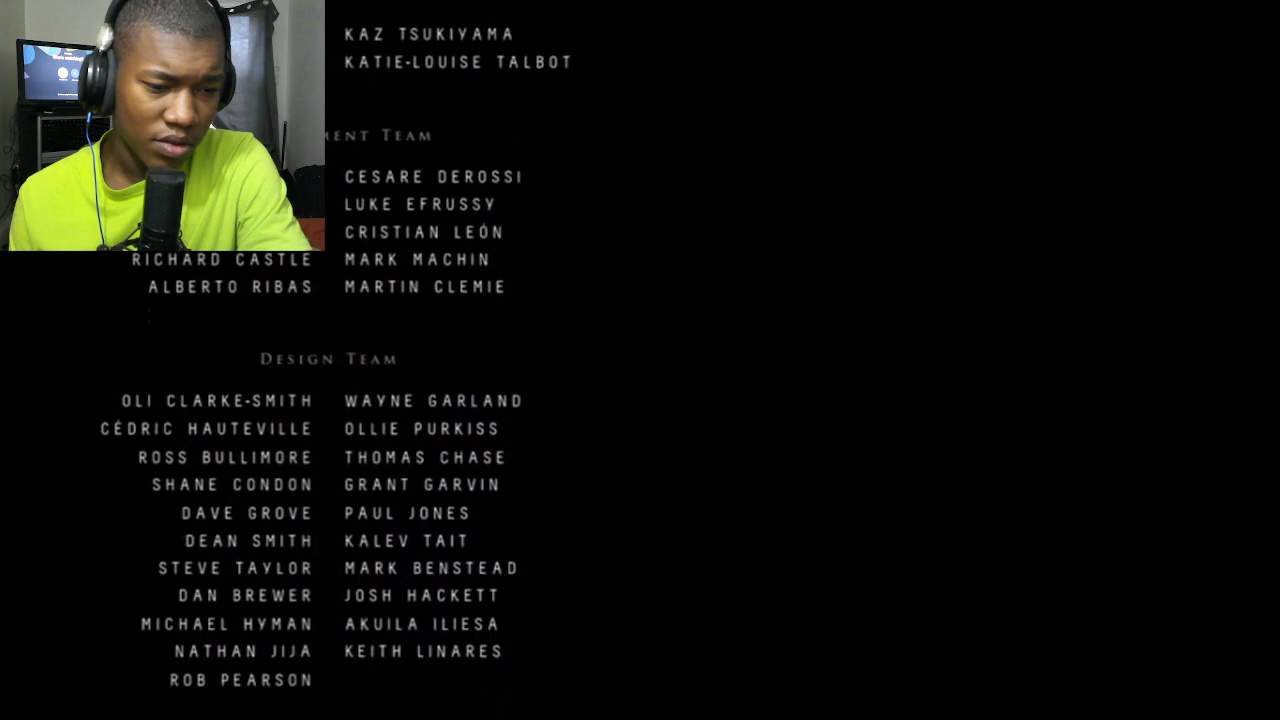 KAZ TSUKIYAMA
KATIE-LOUISE TALBOT
TEAM
CESARE DEROSSI
LUKE EFRUSSY
CRISTIAN LEÓN
RICHARD CASTLE MARK MACHIN
ALBERTO RIBAS MARTIN CLEMIE
DESIGN TEAM
OLI CLARKE-SMITH WAYNE GARLAND
CÉDRIC HAUTEVILLE OLLIE PURKISS
ROSS BULLIMORE THOMAS CHASE
SHANE CONDON GRANT GARVIN
DAVE GROVE PAUL JONES
DEAN SMITH KALEV TAIT
STEVE TAYLOR MARK BENSTEAD
DAN BREWER JOSH HACKETT
MICHAEL HYMAN AKUILA ILIESA
NATHAN JIJA KEITH LINARES
ROB PEARSON